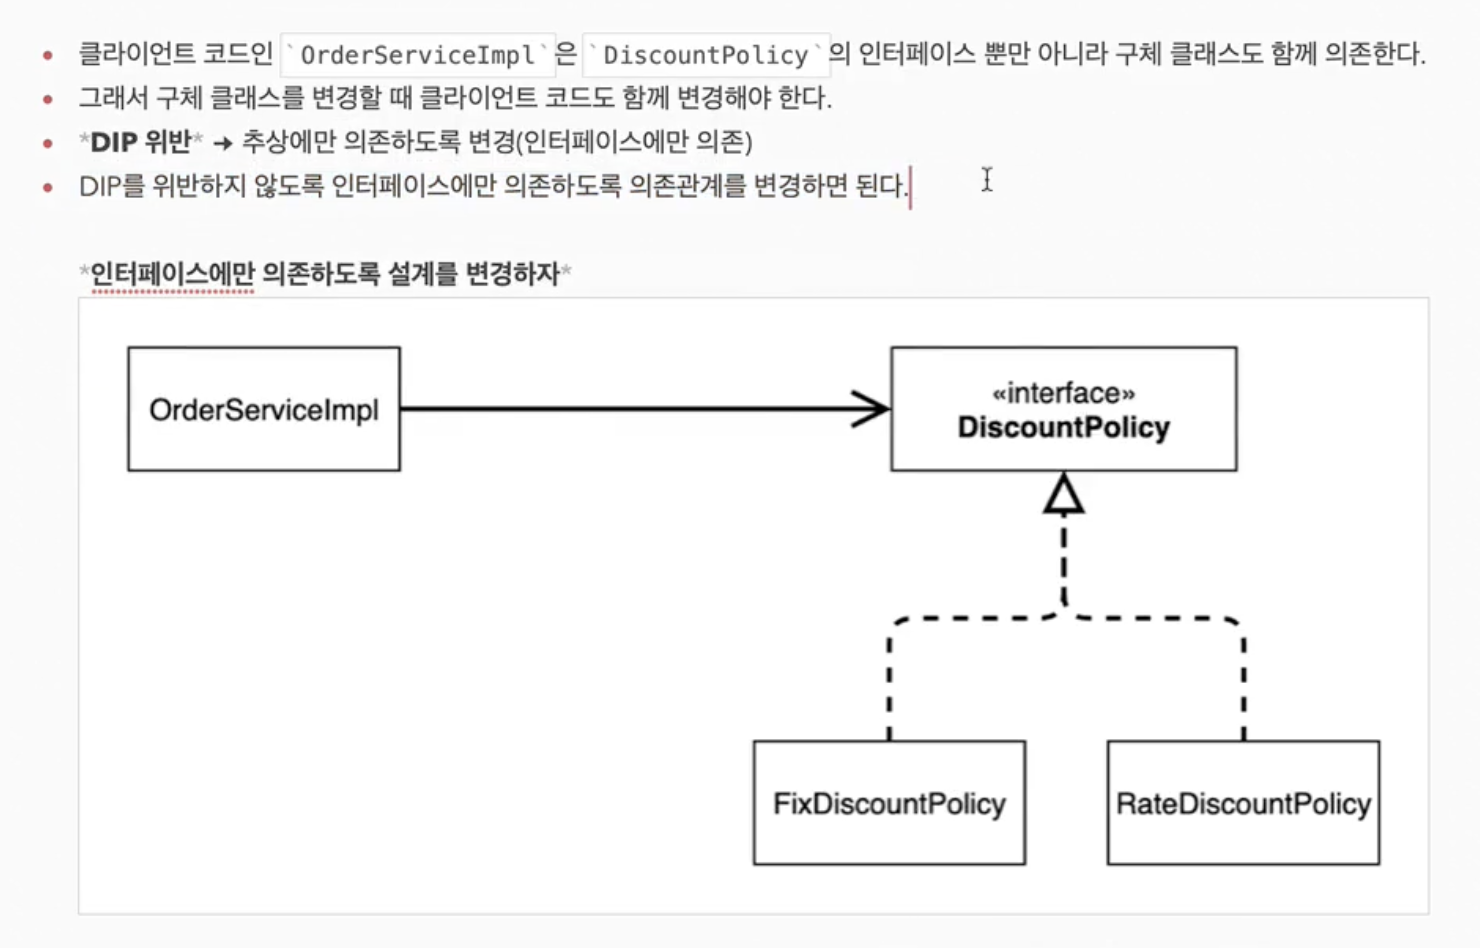 클라이언트 코드인 `OrderServiceImpl`은 `DiscountPolicy`의 인터페이스 뿐만 아니라 구체 클래스도 함께 의존한다.
그래서 구체 클래스를 변경할 때 클라이언트 코드도 함께 변경해야 한다.
*DIP 위반* → 추상에만 의존하도록 변경(인터페이스에만 의존)
DIP를 위반하지 않도록 인터페이스에만 의존하도록 의존관계를 변경하면 된다.
*인터페이스에만 의존하도록 설계를 변경하자*
OrderServiceImpl
«interface»
DiscountPolicy
FixDiscountPolicy
RateDiscountPolicy